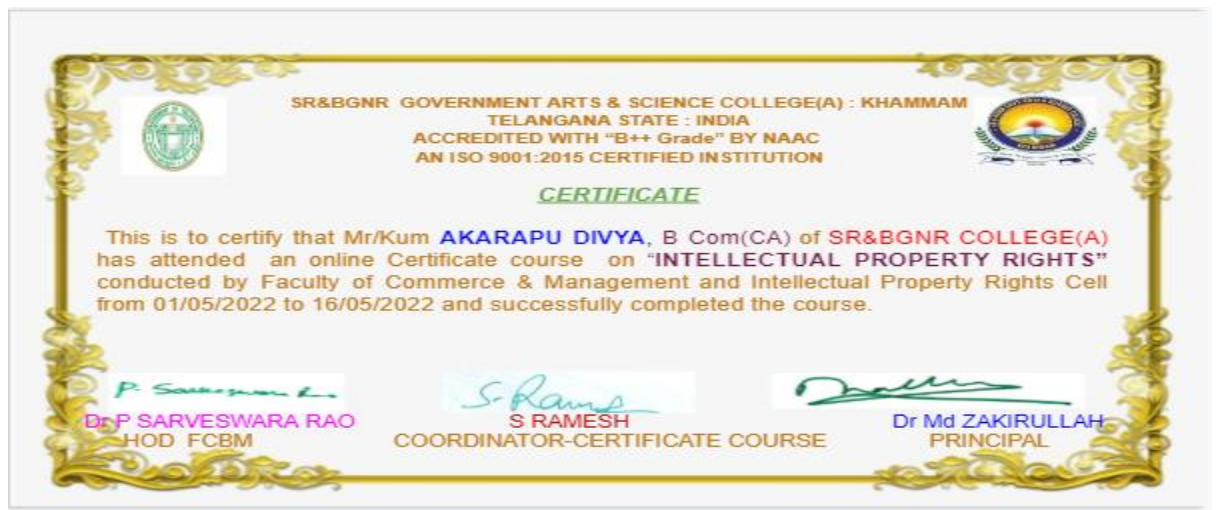 SR&BGNR GOVERNMENT ARTS & SCIENCE COLLEGE(A) : KHAMMAM
TELANGANA STATE : INDIA
ACCREDITED WITH “B++ Grade” BY NAAC
AN ISO 9001:2015 CERTIFIED INSTITUTION
CERTIFICATE
This is to certify that Mr/Kum AKARAPU DIVYA, B Com(CA) of SR&BGNR COLLEGE(A)
has attended an online Certificate course on “INTELLECTUAL PROPERTY RIGHTS”
conducted by Faculty of Commerce & Management and Intellectual Property Rights Cell
from 01/05/2022 to 16/05/2022 and successfully completed the course.
S. Rams
Dr P SARVESWARA RAO S RAMESH Dr Md ZAKIRULLAH
HOD FCBM COORDINATOR-CERTIFICATE COURSE PRINCIPAL